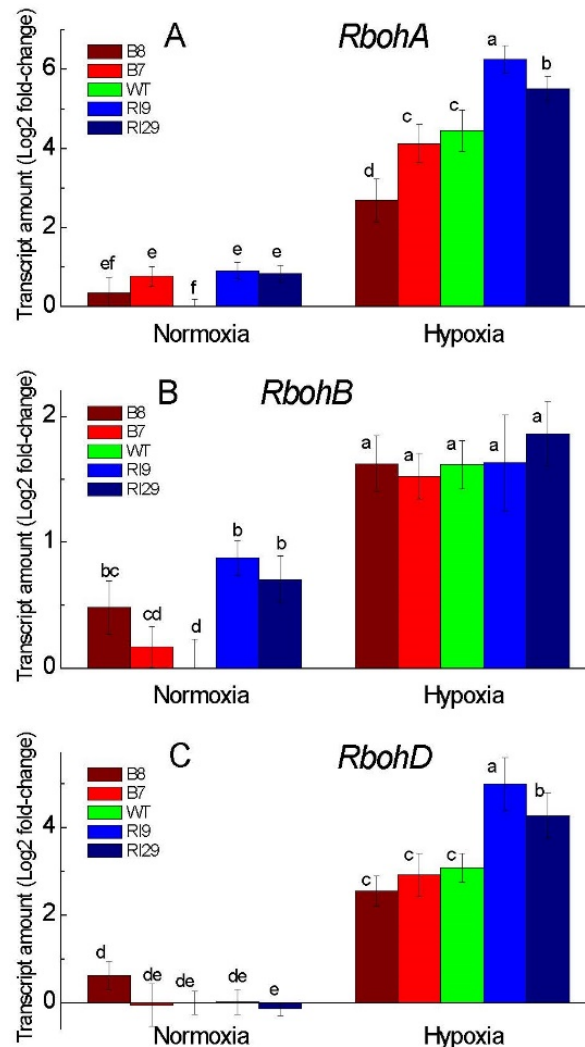 A RbohA
B8
B7
WT
RI9
RI29
Transcript amount (Log2 fold-change)
6
4
2
0
ef e f e e
d c c a b
Normoxia Hypoxia
B RbohB
B8
B7
WT
RI9
RI29
Transcript amount (Log2 fold-change)
2
1
0
bc cd d b b
a a a a a
Normoxia Hypoxia
C RbohD
B8
B7
WT
RI9
RI29
Transcript amount (Log2 fold-change)
4
2
0
d de de de e
c c c a b
Normoxia Hypoxia